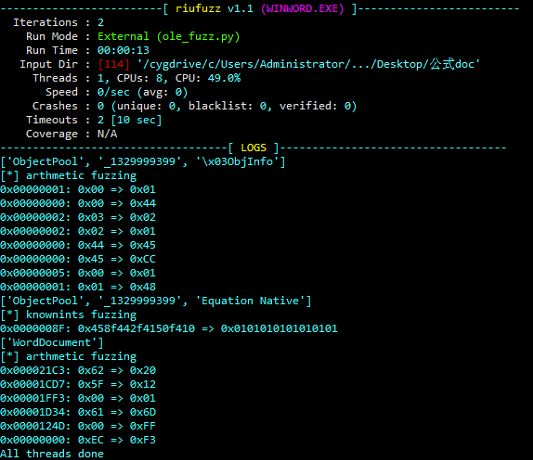 ------------------------[ riufuzz v1.1 (WINWORD.EXE) ]------------------------
Iterations : 2
Run Mode : External (ole_fuzz.py)
Run Time : 00:00:13
Input Dir : [114] '/cygdrive/c/Users/Administrator/.../Desktop/公式doc'
Threads : 1, CPUs: 8, CPU: 49.0%
Speed : 0/sec (avg: 0)
Crashes : 0 (unique: 0, blacklist: 0, verified: 0)
Timeouts : 2 [10 sec]
Coverage : N/A
----------------------------------[ LOGS ]----------------------------------
['ObjectPool', '_1329999399', '\x03ObjInfo']
[*] arithmetic fuzzing
0x00000001: 0x00 => 0x01
0x00000000: 0x00 => 0x44
0x00000002: 0x03 => 0x02
0x00000002: 0x02 => 0x01
0x00000000: 0x44 => 0x45
0x00000000: 0x45 => 0xCC
0x00000005: 0x00 => 0x01
0x00000001: 0x01 => 0x48
['ObjectPool', '_1329999399', 'Equation Native']
[*] knownints fuzzing
0x0000008F: 0x458f442f4150f410 => 0x0101010101010101
['WordDocument']
[*] arithmetic fuzzing
0x000021C3: 0x62 => 0x20
0x00001CD7: 0x5F => 0x12
0x00001FF3: 0x00 => 0x01
0x00001D34: 0x61 => 0x6D
0x0000124D: 0x00 => 0xFF
0x00000000: 0xEC => 0xF3
All threads done